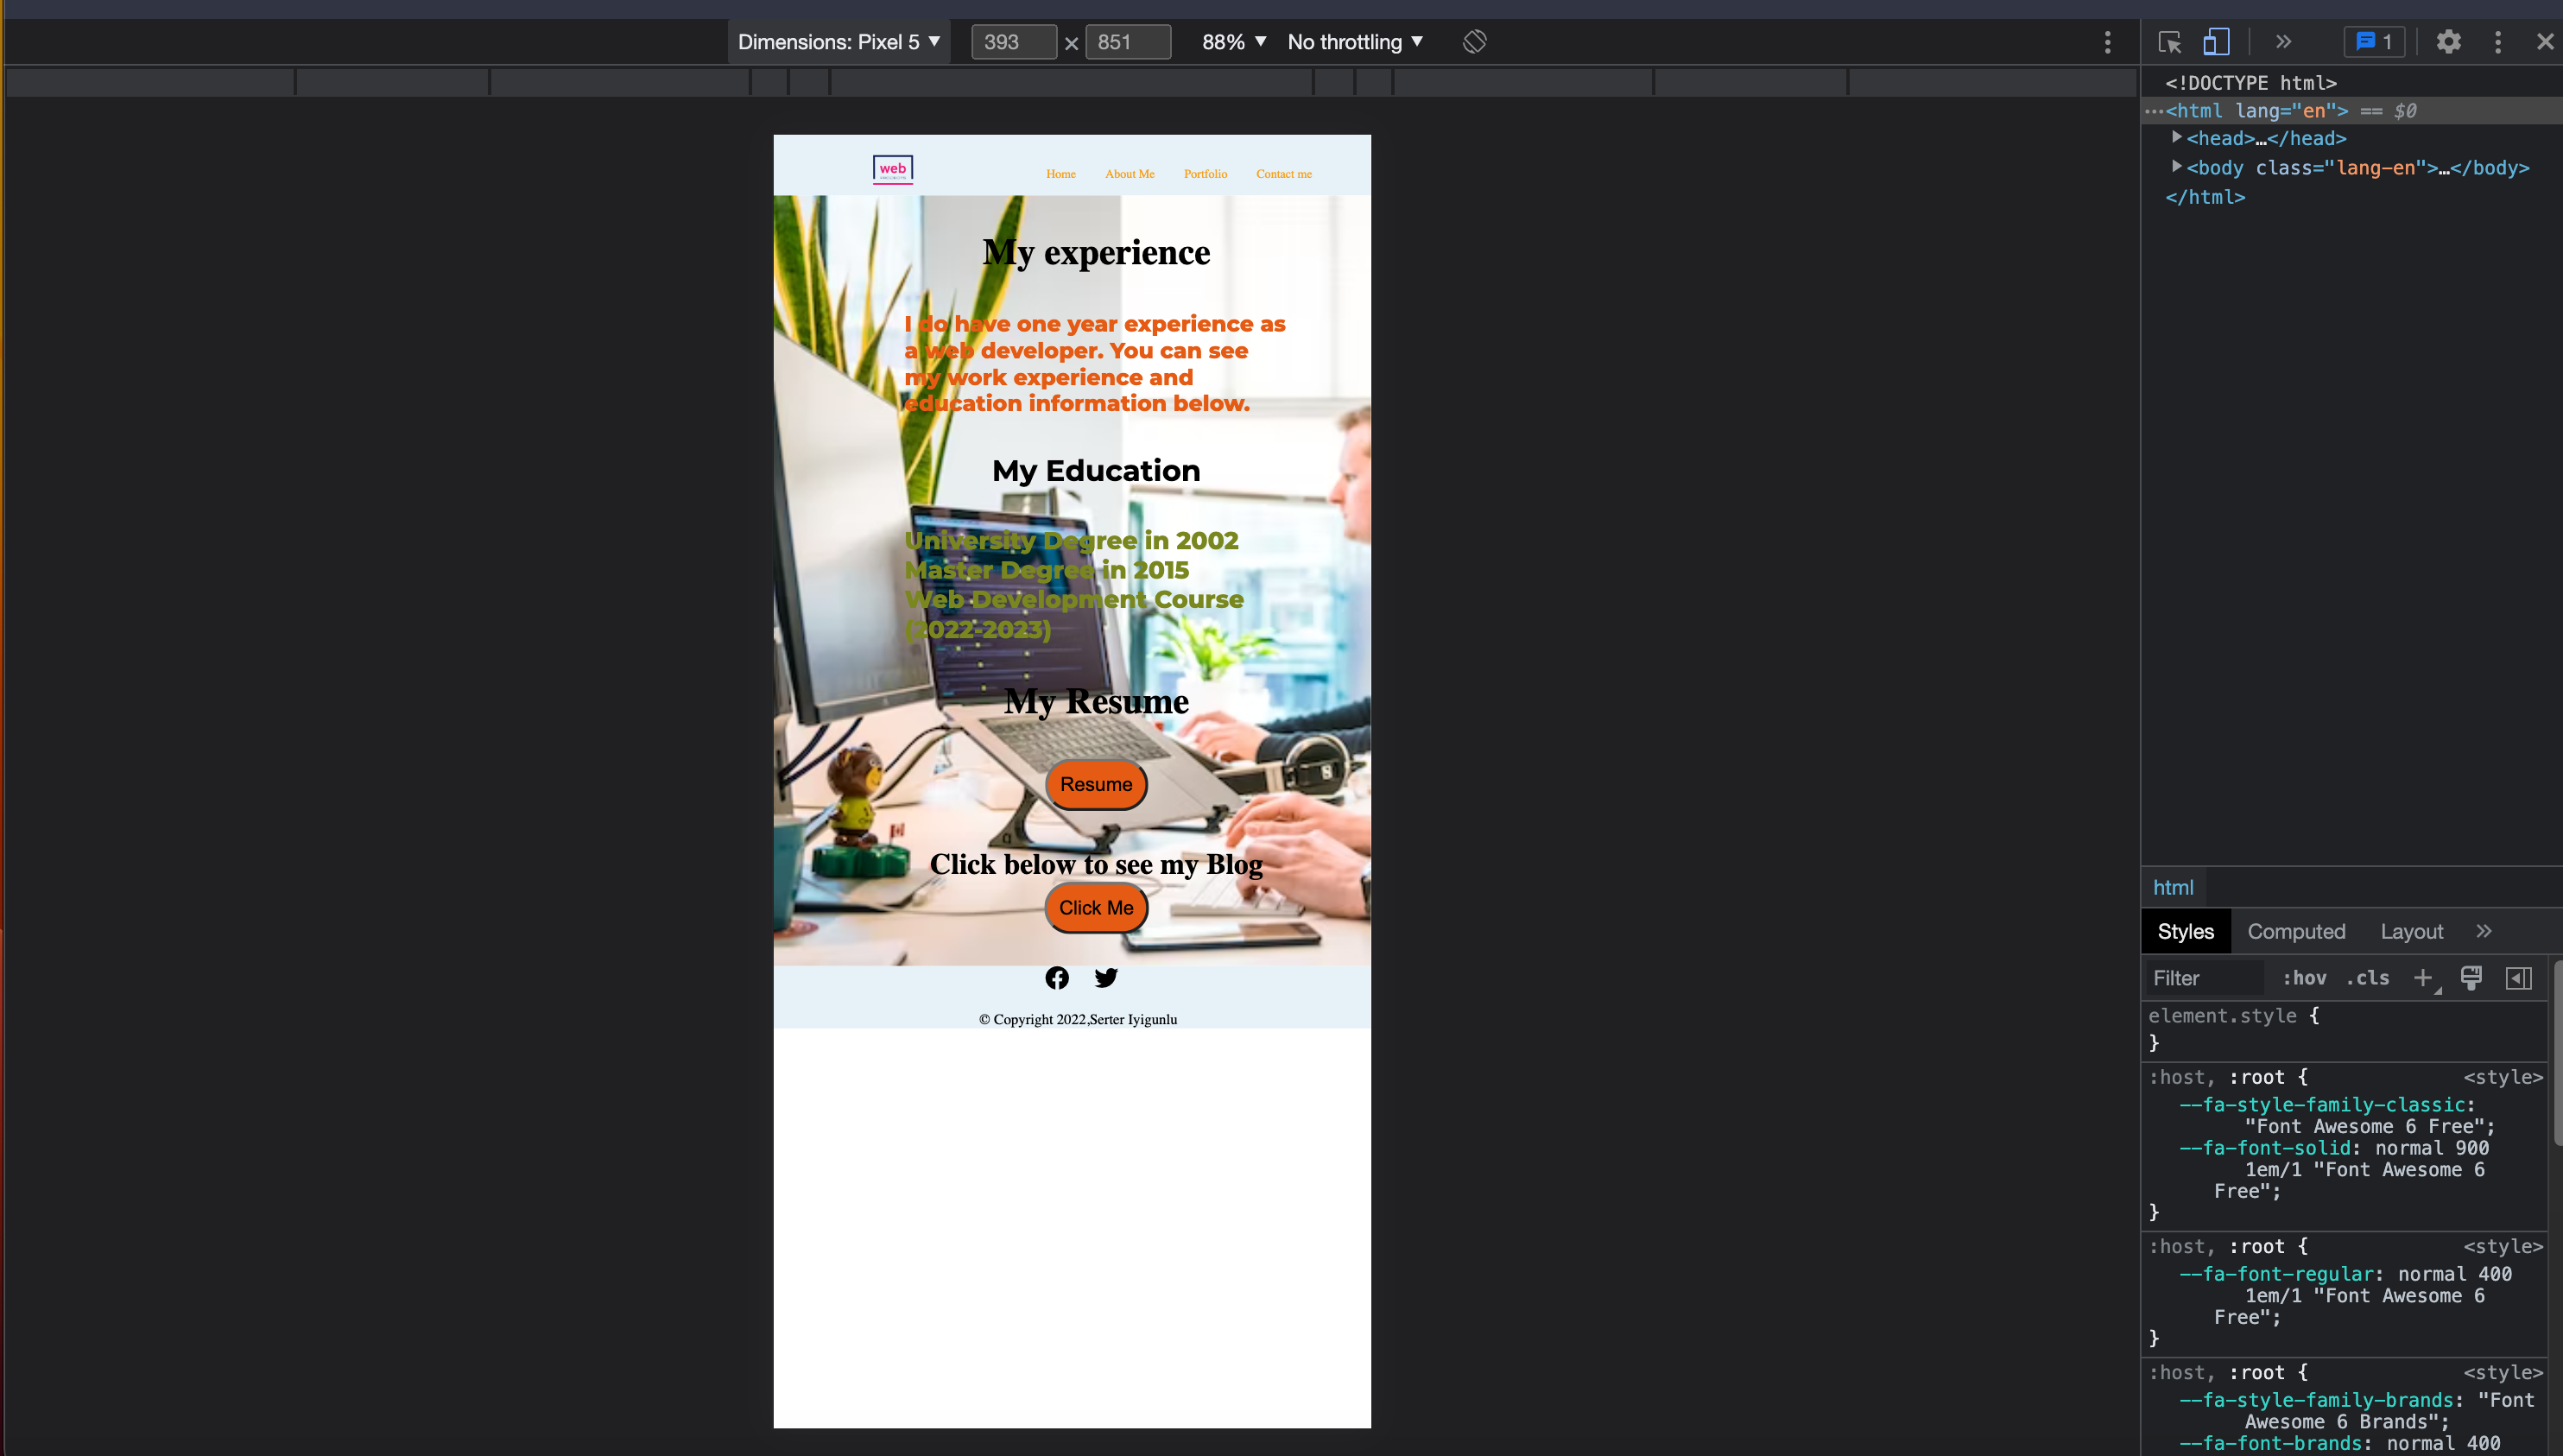 Dimensions: Pixel 5 ▼ 393 × 851 88% ▼ No throttling ▼
1
<!DOCTYPE html>
···<html lang="en"> == $0
▶<head>…</head>
▶<body class="lang-en">…</body>
</html>
web
Home About Me Portfolio Contact me
My experience
I do have one year experience as
a web developer. You can see
my work experience and
education information below.
My Education
University Degree in 2002
Master Degree in 2015
Web Development Course
(2022-2023)
My Resume
Resume
Click below to see my Blog
Click Me
© Copyright 2022,Serter Iyigunlu
html
Styles Computed Layout »
Filter :hov .cls +
element.style {
}
:host, :root { <style>
--fa-style-family-classic:
"Font Awesome 6 Free";
--fa-font-solid: normal 900
1em/1 "Font Awesome 6
Free";
}
:host, :root { <style>
--fa-font-regular: normal 400
1em/1 "Font Awesome 6
Free";
}
:host, :root { <style>
--fa-style-family-brands: "Font
Awesome 6 Brands";
--fa-font-brands: normal 400